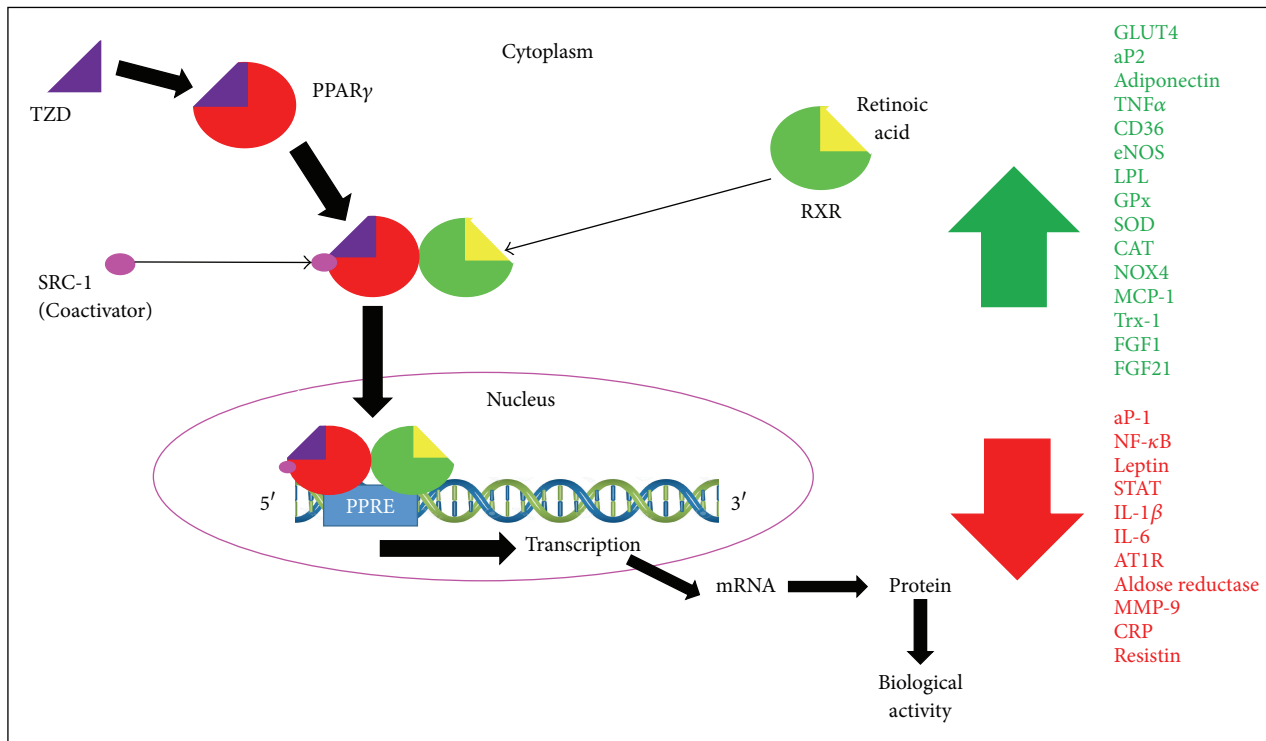 Cytoplasm
TZD
PPARγ
Retinoic
acid
RXR
SRC-1
(Coactivator)
Nucleus
5′
PPRE
3′
Transcription
mRNA
Protein
Biological
activity
GLUT4
aP2
Adiponectin
TNFα
CD36
eNOS
LPL
GPx
SOD
CAT
NOX4
MCP-1
Trx-1
FGF1
FGF21
aP-1
NF-κB
Leptin
STAT
IL-1β
IL-6
AT1R
Aldose reductase
MMP-9
CRP
Resistin